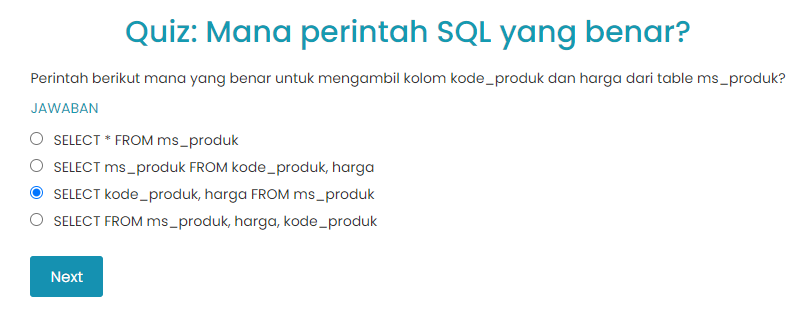 Quiz: Mana perintah SQL yang benar?
Perintah berikut mana yang benar untuk mengambil kolom kode_produk dan harga dari table ms_produk?
JAWABAN
SELECT * FROM ms_produk
SELECT ms_produk FROM kode_produk, harga
SELECT kode_produk, harga FROM ms_produk
SELECT FROM ms_produk, harga, kode_produk
Next